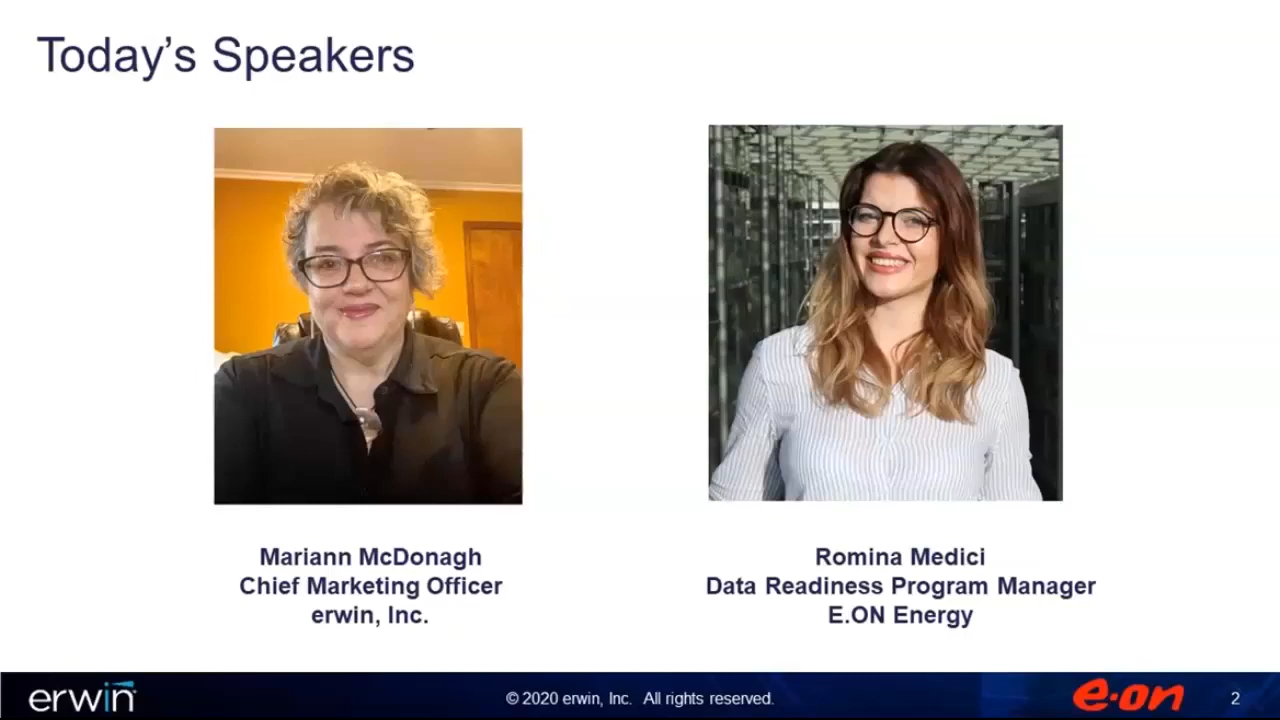 Today's Speakers
Mariann McDonagh
Chief Marketing Officer
erwin, Inc.
Romina Medici
Data Readiness Program Manager
E.ON Energy
erwin
© 2020 erwin, Inc. All rights reserved.
e·on
2